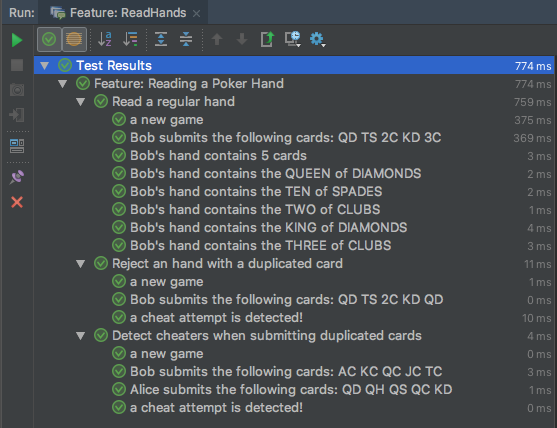 Run: Feature: ReadHands
Test Results 774 ms
Feature: Reading a Poker Hand 774 ms
Read a regular hand 759 ms
a new game 375 ms
Bob submits the following cards: QD TS 2C KD 3C 369 ms
Bob's hand contains 5 cards 3 ms
Bob's hand contains the QUEEN of DIAMONDS 2 ms
Bob's hand contains the TEN of SPADES 2 ms
Bob's hand contains the TWO of CLUBS 1 ms
Bob's hand contains the KING of DIAMONDS 4 ms
Bob's hand contains the THREE of CLUBS 3 ms
Reject an hand with a duplicated card 11 ms
a new game 1 ms
Bob submits the following cards: QD TS 2C KD QD 0 ms
a cheat attempt is detected! 10 ms
Detect cheaters when submitting duplicated cards 4 ms
a new game 0 ms
Bob submits the following cards: AC KC QC JC TC 3 ms
Alice submits the following cards: QD QH QS QC KD 1 ms
a cheat attempt is detected! 0 ms